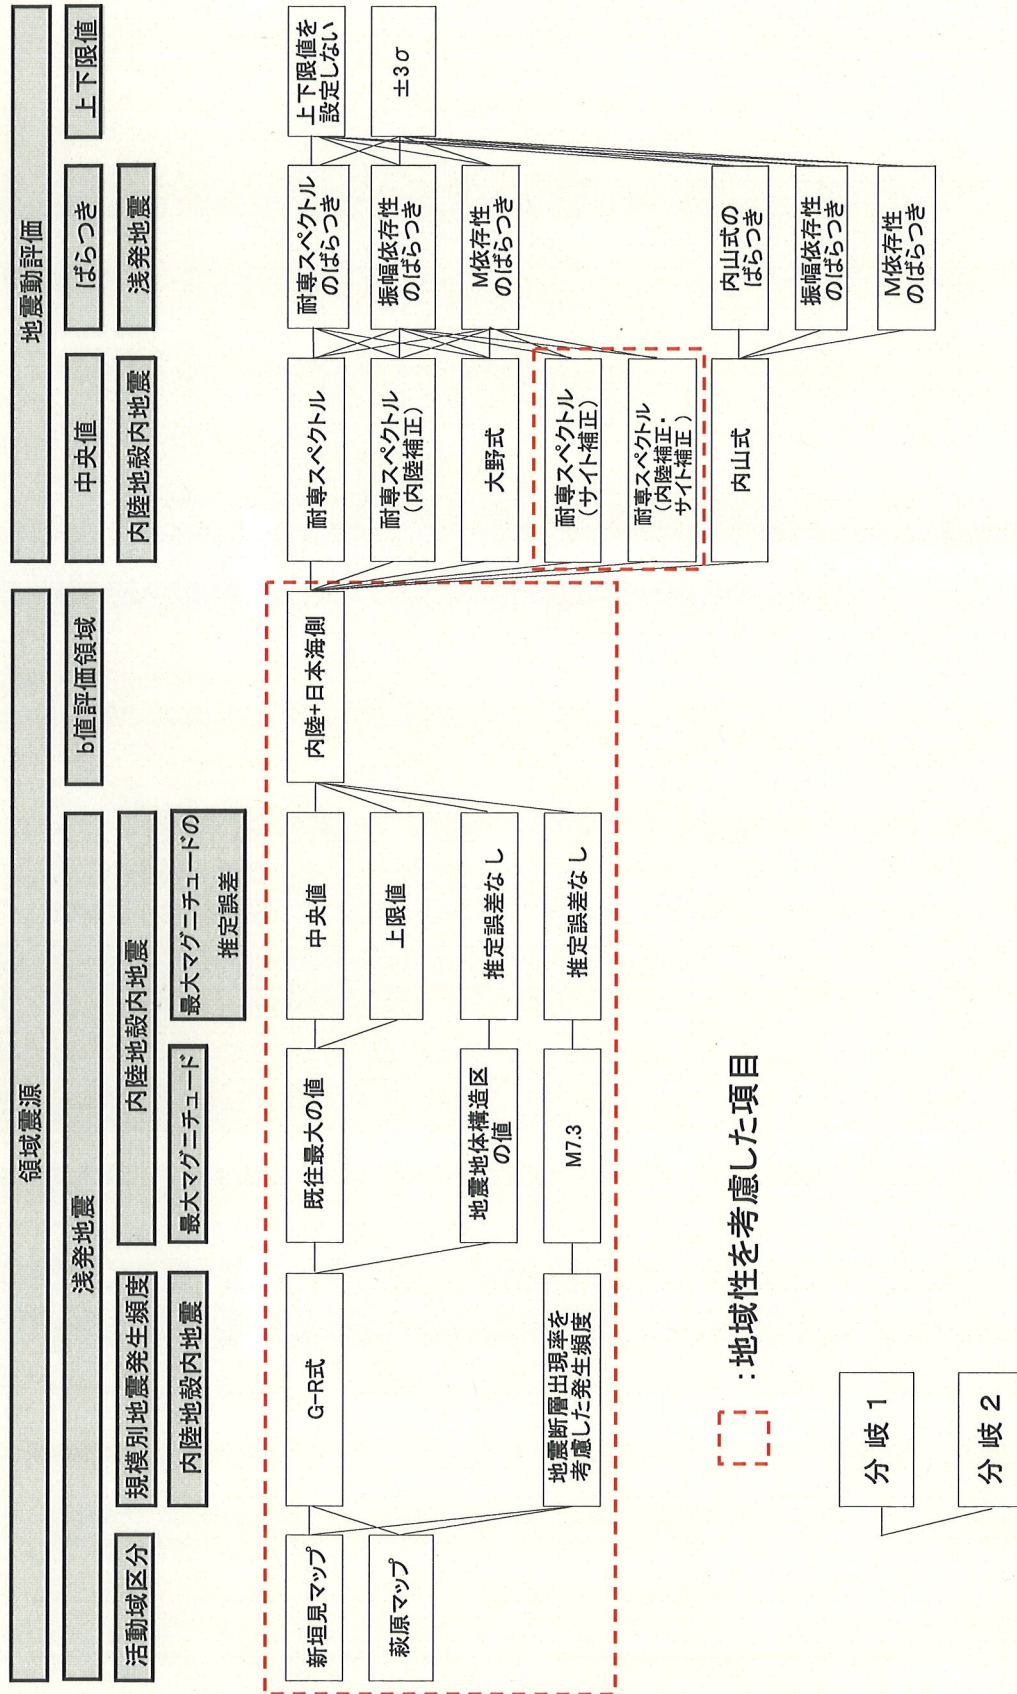 領域震源
地震動評価
浅発地震
b値評価領域
中央値
ばらつき
上下限値
活動域区分
規模別地震発生頻度
内陸地殻内地震
内陸地殻内地震
浅発地震
内陸地殻内地震
最大マグニチュード
最大マグニチュードの
推定誤差
新垣見マップ
萩原マップ
G-R式
地震断層出現率を
考慮した発生頻度
既往最大の値
地震地体構造区
の値
M7.3
中央値
上限値
推定誤差なし
推定誤差なし
内陸+日本海側
耐専スペクトル
耐専スペクトル
(内陸補正)
大野式
耐専スペクトル
(サイト補正)
耐専スペクトル
(内陸補正・
サイト補正)
内山式
耐専スペクトル
のばらつき
振幅依存性
のばらつき
M依存性
のばらつき
内山式の
ばらつき
振幅依存性
のばらつき
M依存性
のばらつき
上下限値を
設定しない
±3σ
:地域性を考慮した項目
分岐1
分岐2